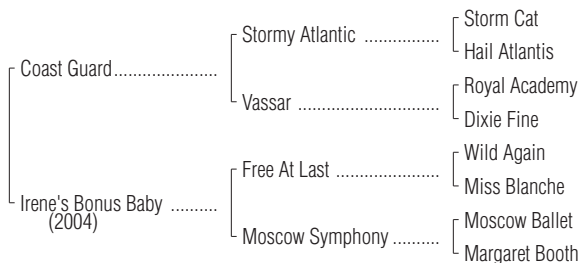 Storm Cat
Stormy Atlantic ..................
Hail Atlantis
Coast Guard.........................
Royal Academy
Vassar ...................................
Dixie Fine
Wild Again
Free At Last .........................
Miss Blanche
Irene's Bonus Baby ...........
(2004)
Moscow Ballet
Moscow Symphony ...........
Margaret Booth